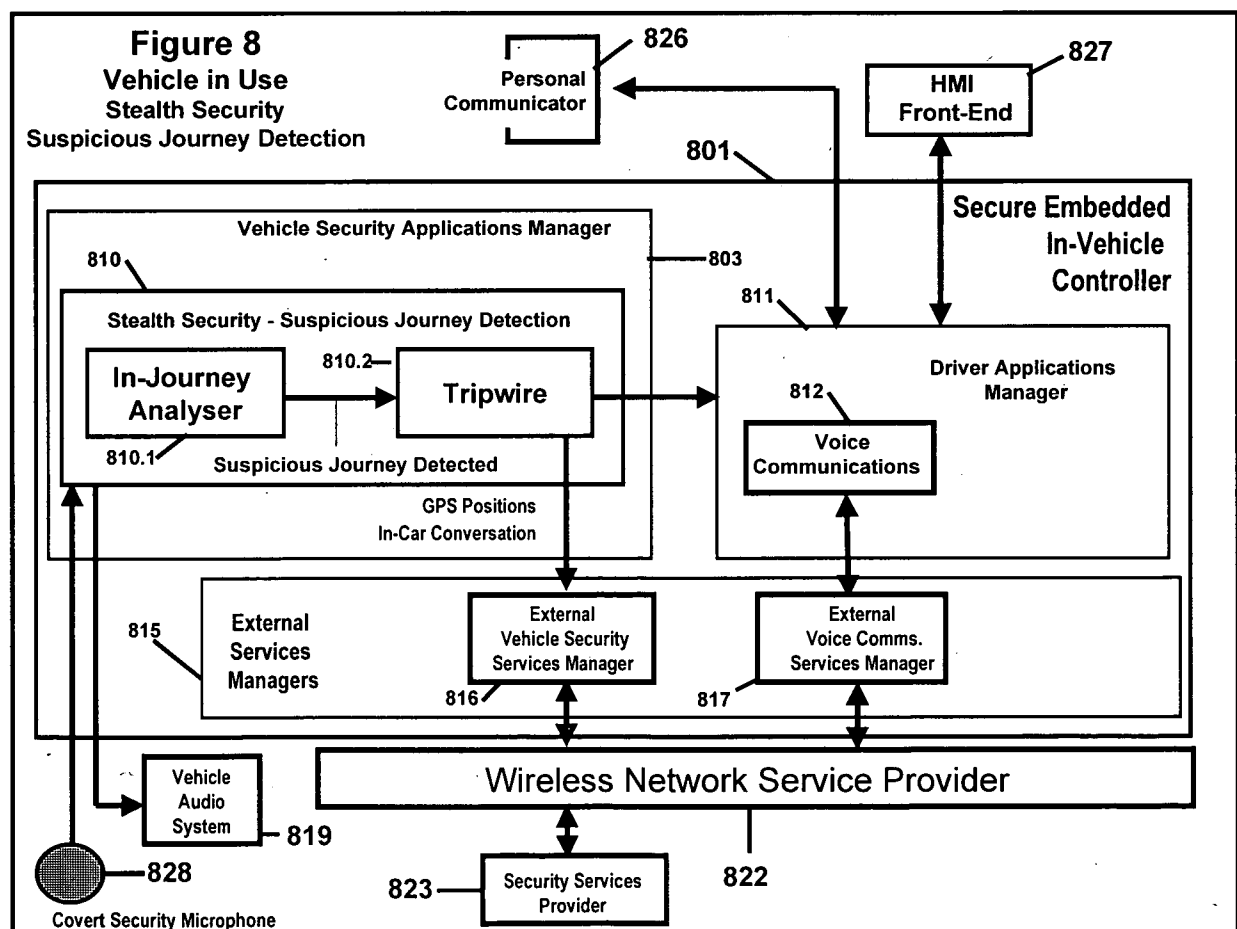 Figure 8
Vehicle in Use
Stealth Security
Suspicious Journey Detection
826
Personal
Communicator
827
HMI
Front-End
801
Secure Embedded
In-Vehicle
Controller
Vehicle Security Applications Manager
803
810
Stealth Security - Suspicious Journey Detection
In-Journey
Analyser
810.1
810.2
Tripwire
Suspicious Journey Detected
GPS Positions
In-Car Conversation
811
Driver Applications
Manager
812
Voice
Communications
815
External
Services
Managers
External
Vehicle Security
Services Manager
816
External
Voice Comms.
Services Manager
817
Vehicle
Audio
System
819
Wireless Network Service Provider
822
828
Covert Security Microphone
823
Security Services
Provider